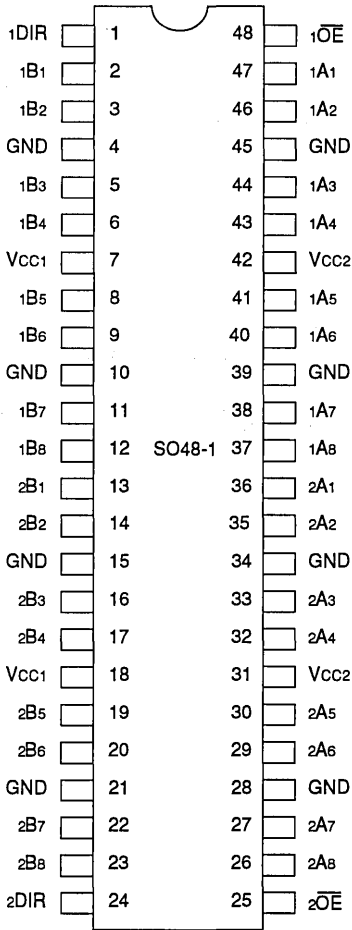 1DIR 1 48 1O̅E̅
1B1 2 47 1A1
1B2 3 46 1A2
GND 4 45 GND
1B3 5 44 1A3
1B4 6 43 1A4
VCC1 7 42 VCC2
1B5 8 41 1A5
1B6 9 40 1A6
GND 10 39 GND
1B7 11 38 1A7
1B8 12 SO48-1 37 1A8
2B1 13 36 2A1
2B2 14 35 2A2
GND 15 34 GND
2B3 16 33 2A3
2B4 17 32 2A4
VCC1 18 31 VCC2
2B5 19 30 2A5
2B6 20 29 2A6
GND 21 28 GND
2B7 22 27 2A7
2B8 23 26 2A8
2DIR 24 25 2O̅E̅